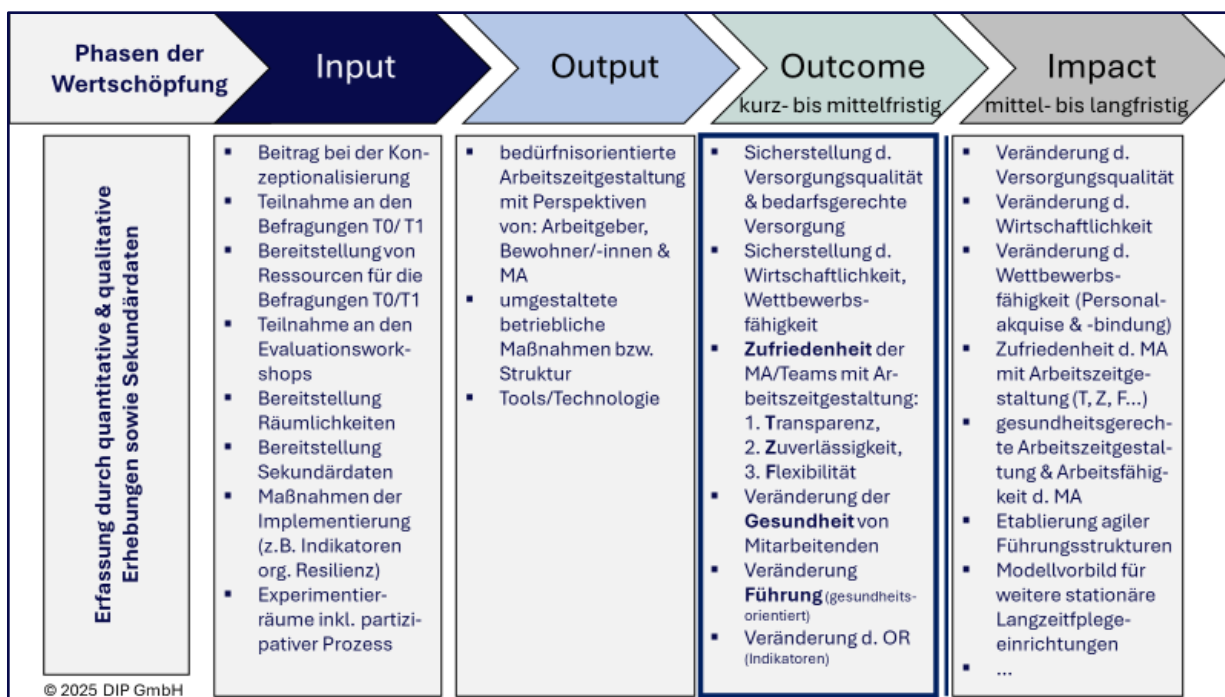 Phasen der
Wertschöpfung
Input
Output
Outcome
kurz- bis mittelfristig
Impact
mittel- bis langfristig
Erfassung durch quantitative & qualitative
Erhebungen sowie Sekundärdaten
▪ Beitrag bei der Kon-
zeptionalisierung
▪ Teilnahme an den
Befragungen T0/ T1
▪ Bereitstellung von
Ressourcen für die
Befragungen T0/T1
▪ Teilnahme an den
Evaluationswork-
shops
▪ Bereitstellung
Räumlichkeiten
▪ Bereitstellung
Sekundärdaten
▪ Maßnahmen der
Implementierung
(z.B. Indikatoren
org. Resilienz)
▪ Experimentier-
räume inkl. partizi-
pativer Prozess
▪ bedürfnisorientierte
Arbeitszeitgestaltung
mit Perspektiven
von: Arbeitgeber,
Bewohner/-innen &
MA
▪ umgestaltete
betriebliche
Maßnahmen bzw.
Struktur
▪ Tools/Technologie
▪ Sicherstellung d.
Versorgungsqualität
& bedarfsgerechte
Versorgung
▪ Sicherstellung d.
Wirtschaftlichkeit,
Wettbewerbs-
fähigkeit
▪ Zufriedenheit der
MA/Teams mit Ar-
beitszeitgestaltung:
1. Transparenz,
2. Zuverlässigkeit,
3. Flexibilität
▪ Veränderung der
Gesundheit von
Mitarbeitenden
▪ Veränderung
Führung (gesundheits-
orientiert)
▪ Veränderung d. OR
(Indikatoren)
▪ Veränderung d.
Versorgungsqualität
▪ Veränderung d.
Wirtschaftlichkeit
▪ Veränderung d.
Wettbewerbs-
fähigkeit (Personal-
akquise & -bindung)
▪ Zufriedenheit d. MA
mit Arbeitszeitge-
staltung (T, Z, F...)
▪ gesundheitsgerech-
te Arbeitszeitgestal-
tung & Arbeitsfähig-
keit d. MA
▪ Etablierung agiler
Führungsstrukturen
▪ Modellvorbild für
weitere stationäre
Langzeitfplege-
einrichtungen
▪ ...
© 2025 DIP GmbH